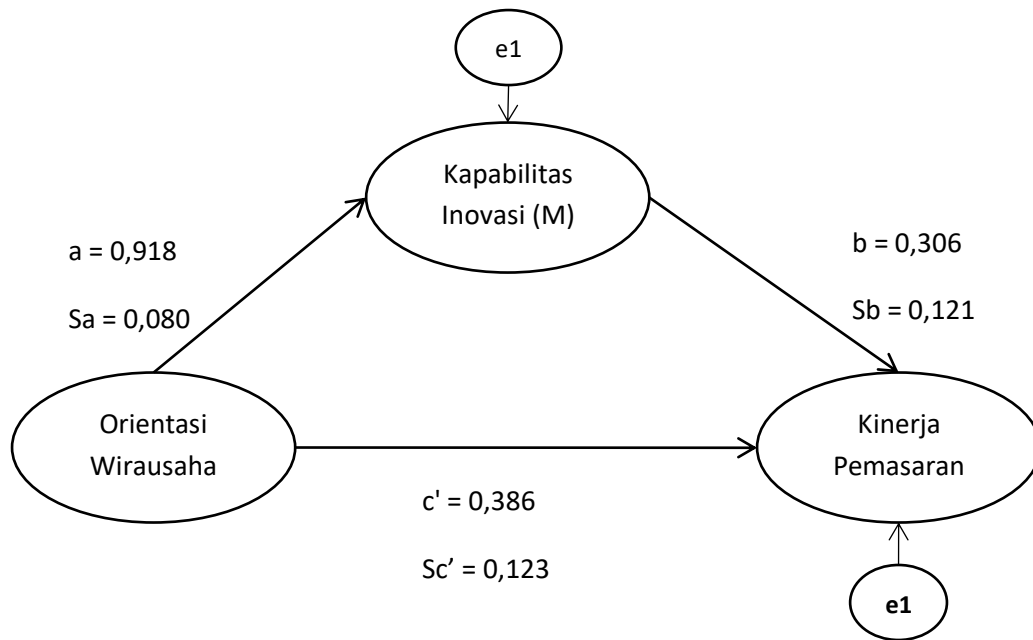 e1
Kapabilitas
Inovasi (M)
a = 0,918
Sa = 0,080
b = 0,306
Sb = 0,121
Orientasi
Wirausaha
Kinerja
Pemasaran
c' = 0,386
Sc’ = 0,123
e1